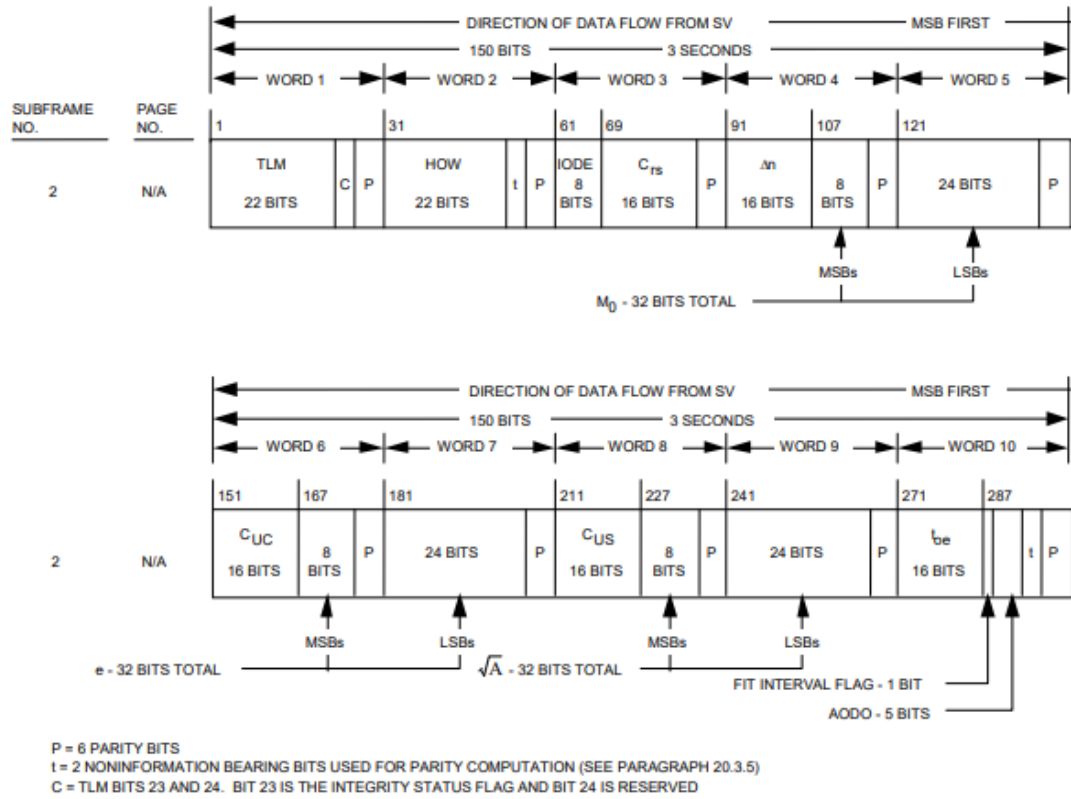 DIRECTION OF DATA FLOW FROM SV MSB FIRST
150 BITS 3 SECONDS
WORD 1 WORD 2 WORD 3 WORD 4 WORD 5
SUBFRAME NO. PAGE NO.
1 31 61 69 91 107 121
2 N/A
TLM 22 BITS C P HOW 22 BITS t P IODE 8 BITS Crs 16 BITS P Δn 16 BITS 8 BITS P 24 BITS P
MSBs LSBs
M0 - 32 BITS TOTAL
DIRECTION OF DATA FLOW FROM SV MSB FIRST
150 BITS 3 SECONDS
WORD 6 WORD 7 WORD 8 WORD 9 WORD 10
151 167 181 211 227 241 271 287
2 N/A
CUC 16 BITS 8 BITS P 24 BITS P CUS 16 BITS 8 BITS P 24 BITS P toe 16 BITS t P
MSBs LSBs MSBs LSBs
e - 32 BITS TOTAL √A - 32 BITS TOTAL
FIT INTERVAL FLAG - 1 BIT
AODO - 5 BITS
P = 6 PARITY BITS
t = 2 NONINFORMATION BEARING BITS USED FOR PARITY COMPUTATION (SEE PARAGRAPH 20.3.5)
C = TLM BITS 23 AND 24. BIT 23 IS THE INTEGRITY STATUS FLAG AND BIT 24 IS RESERVED